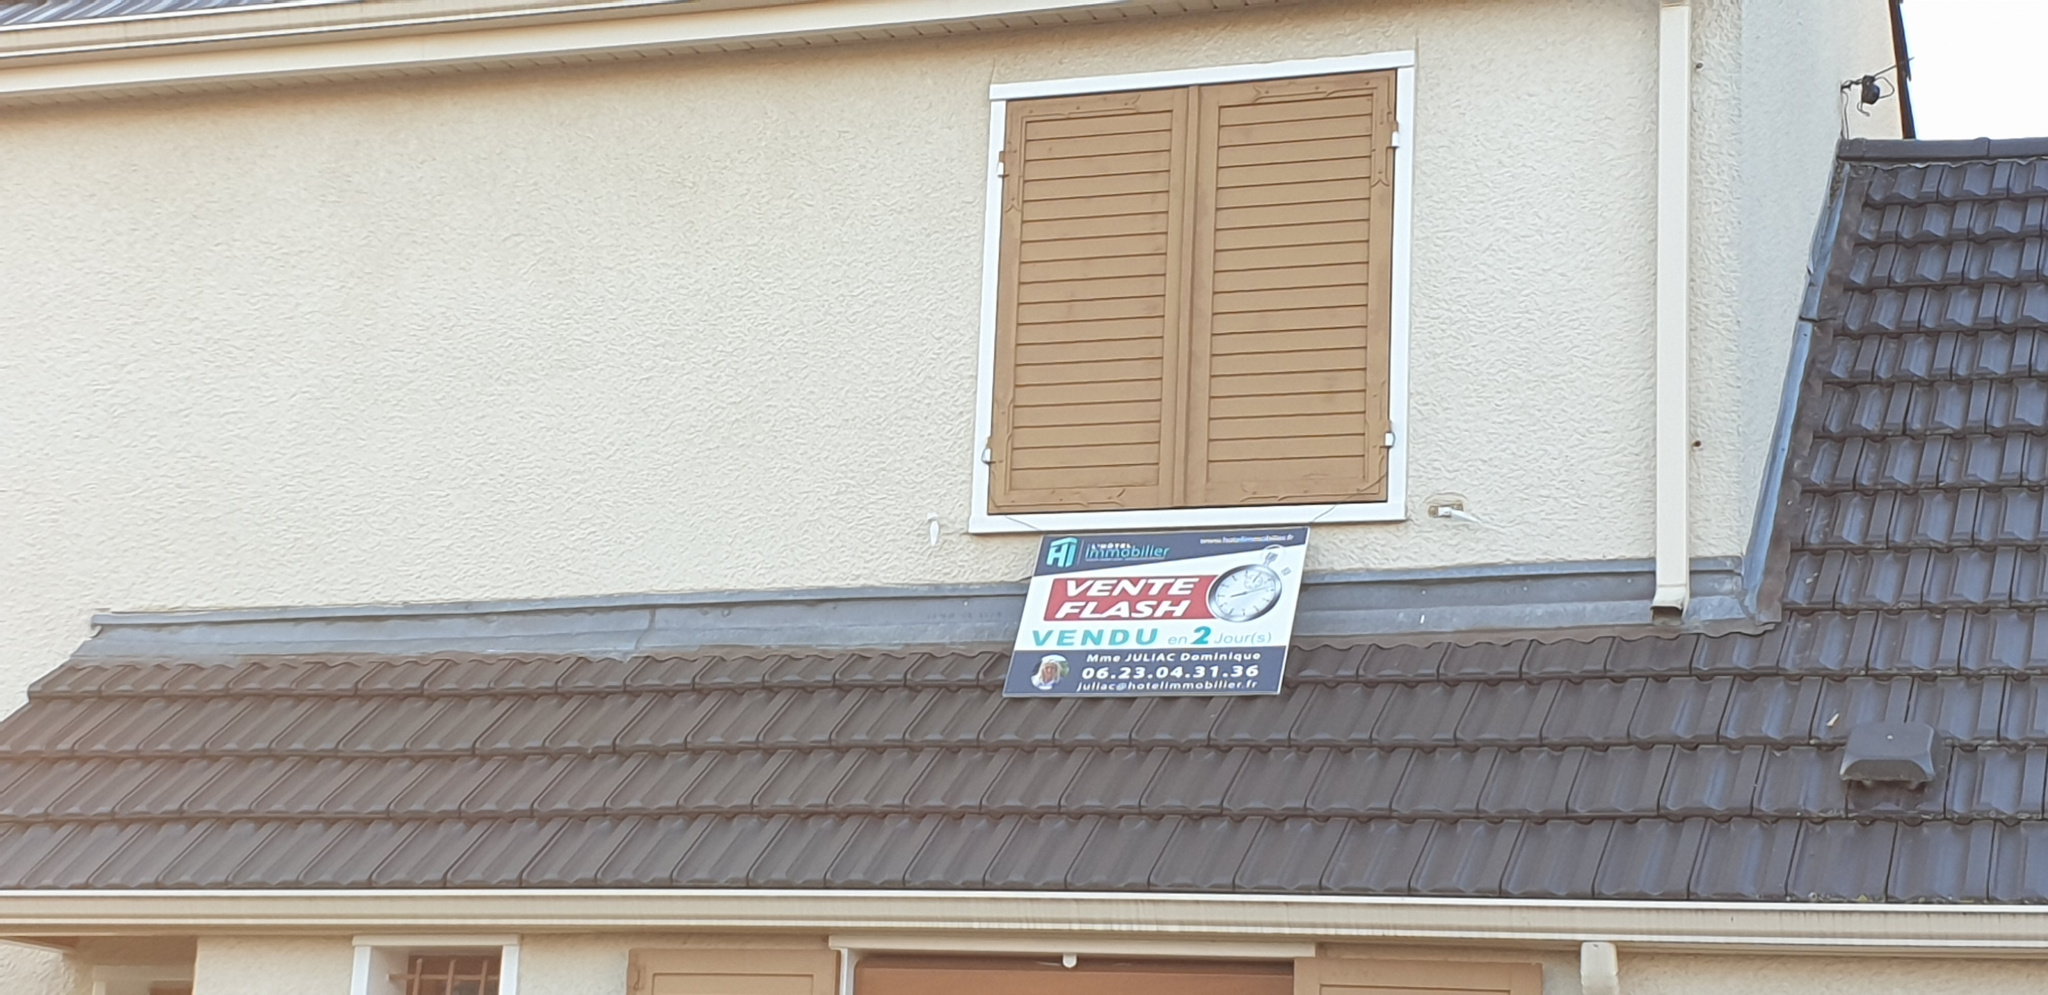 L'HÔTEL
immobilier
www.hotelimmobilier.fr
VENTE
FLASH
VENDU en 2 Jour(s)
Mme JULIAC Dominique
06.23.04.31.36
juliac@hotelimmobilier.fr